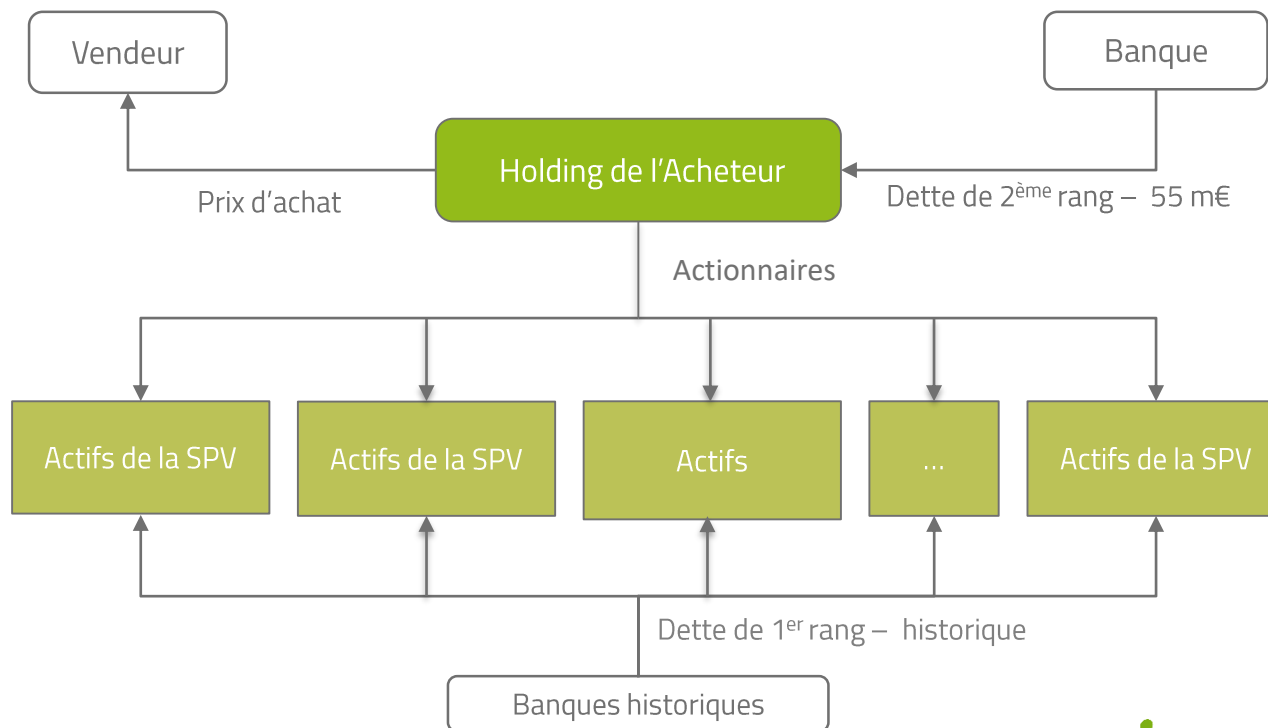 Vendeur
Banque
Holding de l'Acheteur
Prix d'achat
Dette de 2ème rang – 55 m€
Actionnaires
Actifs de la SPV
Actifs de la SPV
Actifs
...
Actifs de la SPV
Dette de 1er rang – historique
Banques historiques